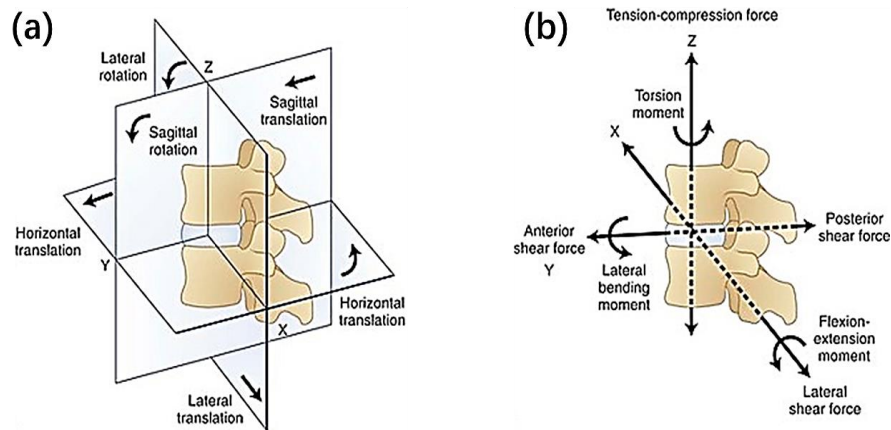 (a)
Lateral
rotation
Z
Sagittal
rotation
Sagittal
translation
Horizontal
translation
Y
X
Horizontal
translation
Lateral
translation
(b)
Tension-compression force
Z
Torsion
moment
X
Anterior
shear force
Y
Lateral
bending
moment
Posterior
shear force
Flexion-
extension
moment
Lateral
shear force